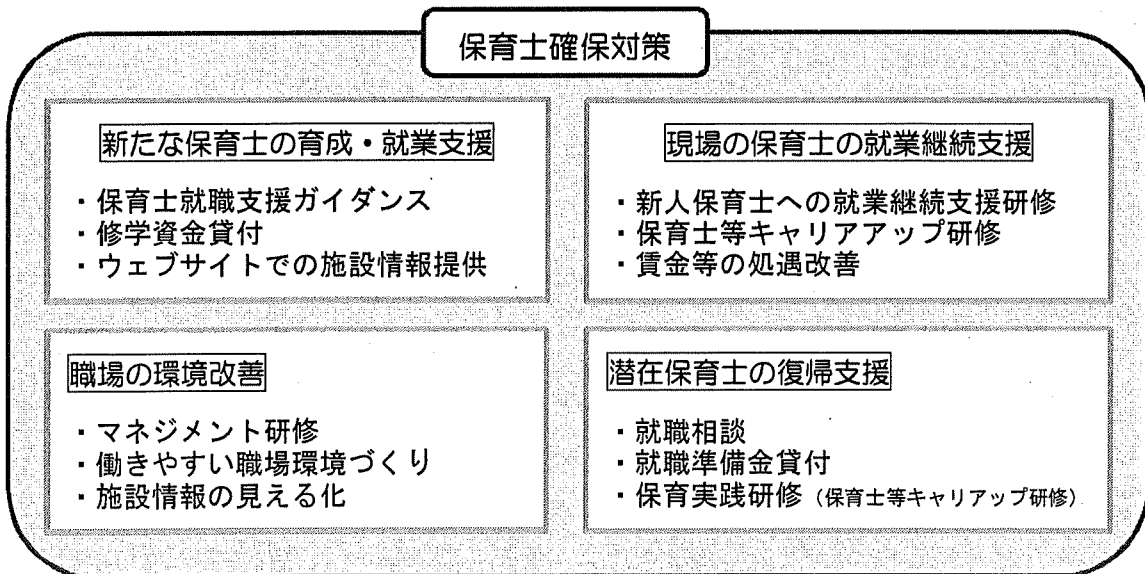 保育士確保対策
新たな保育士の育成・就業支援
・保育士就職支援ガイダンス
・修学資金貸付
・ウェブサイトでの施設情報提供
現場の保育士の就業継続支援
・新人保育士への就業継続支援研修
・保育士等キャリアアップ研修
・賃金等の処遇改善
職場の環境改善
・マネジメント研修
・働きやすい職場環境づくり
・施設情報の見える化
潜在保育士の復帰支援
・就職相談
・就職準備金貸付
・保育実践研修（保育士等キャリアップ研修）